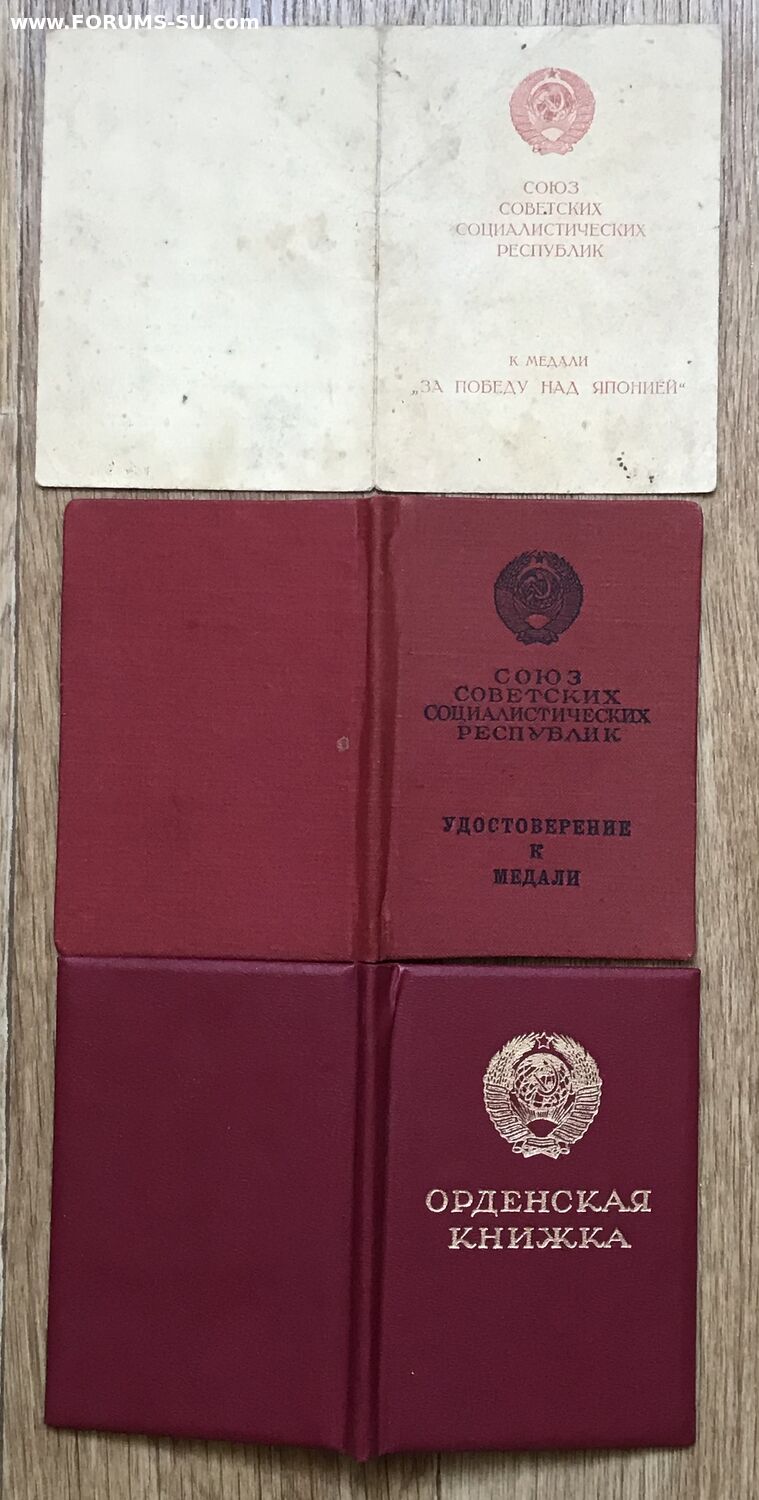 www.FORUMS-SU.com
СОЮЗ
СОВЕТСКИХ
СОЦИАЛИСТИЧЕСКИХ
РЕСПУБЛИК
К МЕДАЛИ
„ЗА ПОБЕДУ НАД ЯПОНИЕЙ“
СОЮЗ
СОВЕТСКИХ
СОЦИАЛИСТИЧЕСКИХ
РЕСПУБЛИК
УДОСТОВЕРЕНИЕ
К
МЕДАЛИ
ОРДЕНСКАЯ
КНИЖКА